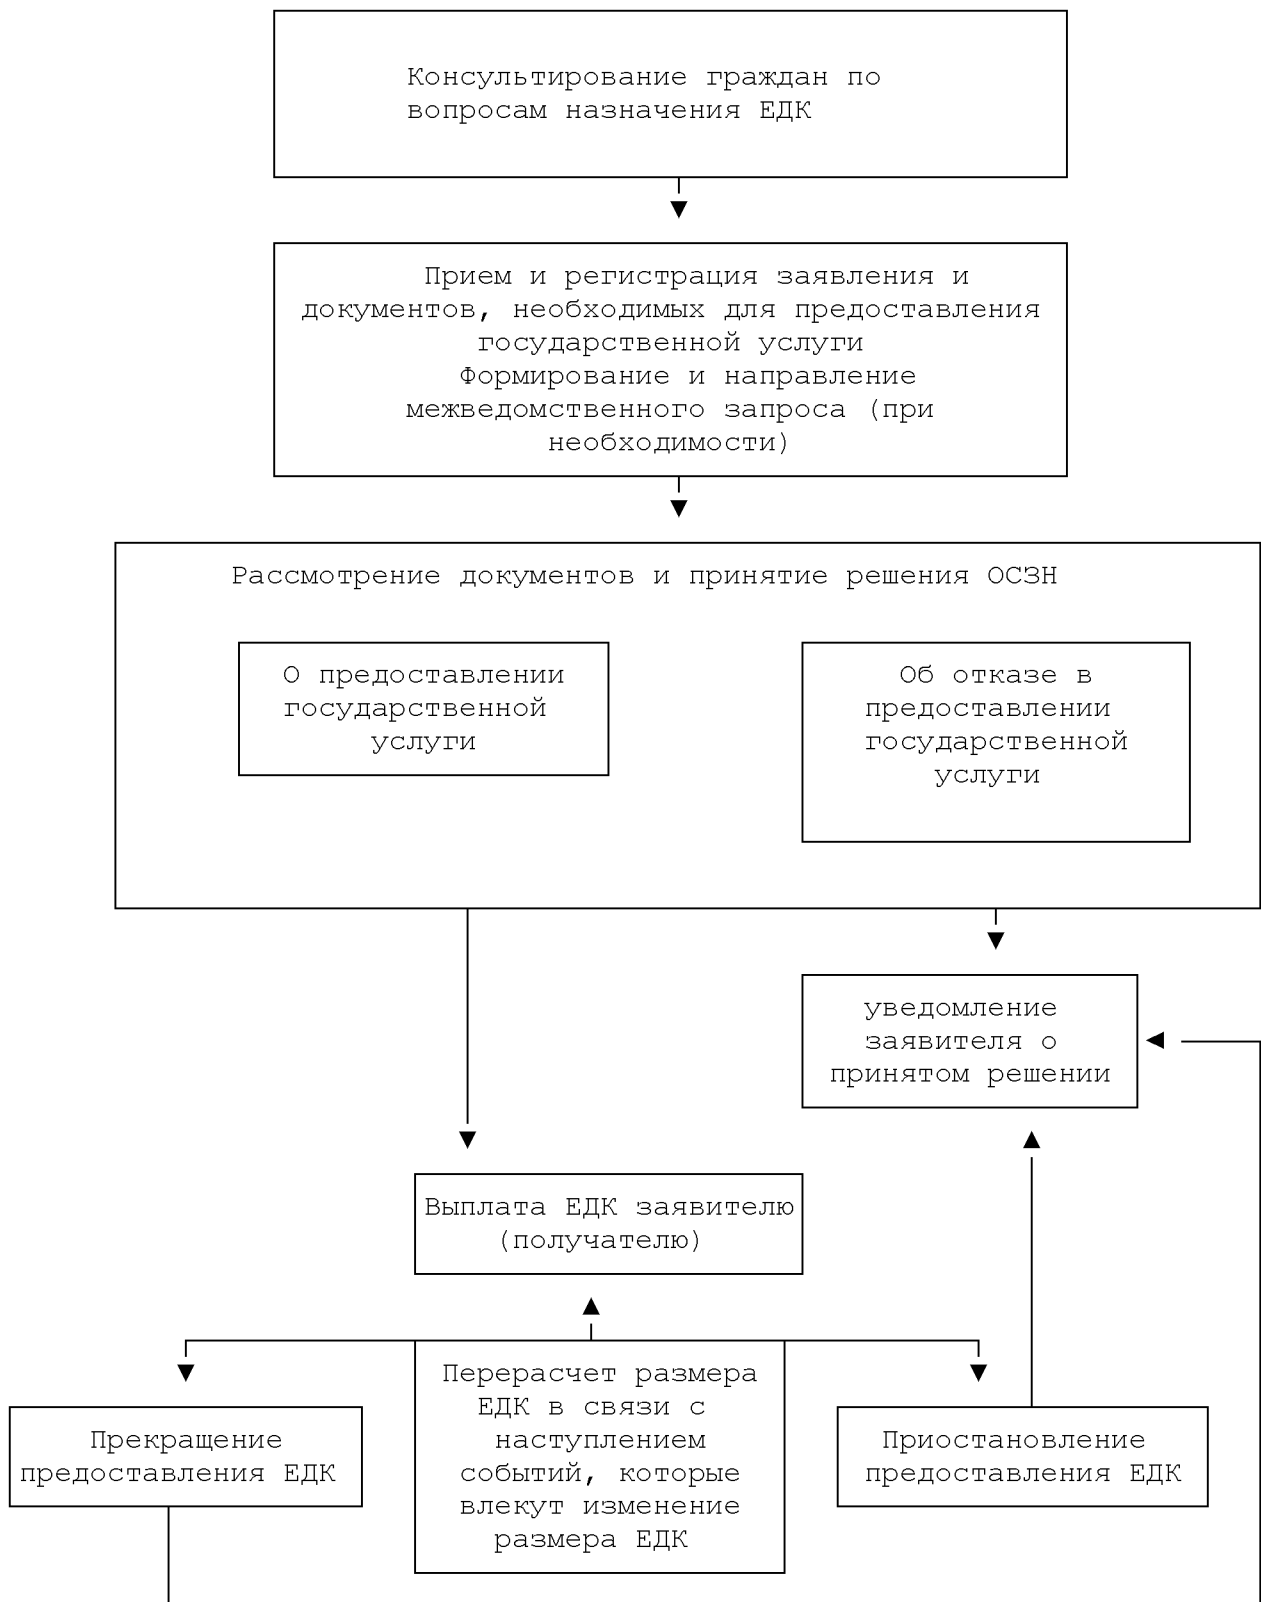 Консультирование граждан по
вопросам назначения ЕДК
Прием и регистрация заявления и
документов, необходимых для предоставления
государственной услуги
Формирование и направление
межведомственного запроса (при
необходимости)
Рассмотрение документов и принятие решения ОСЗН
О предоставлении
государственной
услуги
Об отказе в
предоставлении
государственной
услуги
уведомление
заявителя о
принятом решении
Выплата ЕДК заявителю
(получателю)
Прекращение
предоставления ЕДК
Перерасчет размера
ЕДК в связи с
наступлением
событий, которые
влекут изменение
размера ЕДК
Приостановление
предоставления ЕДК